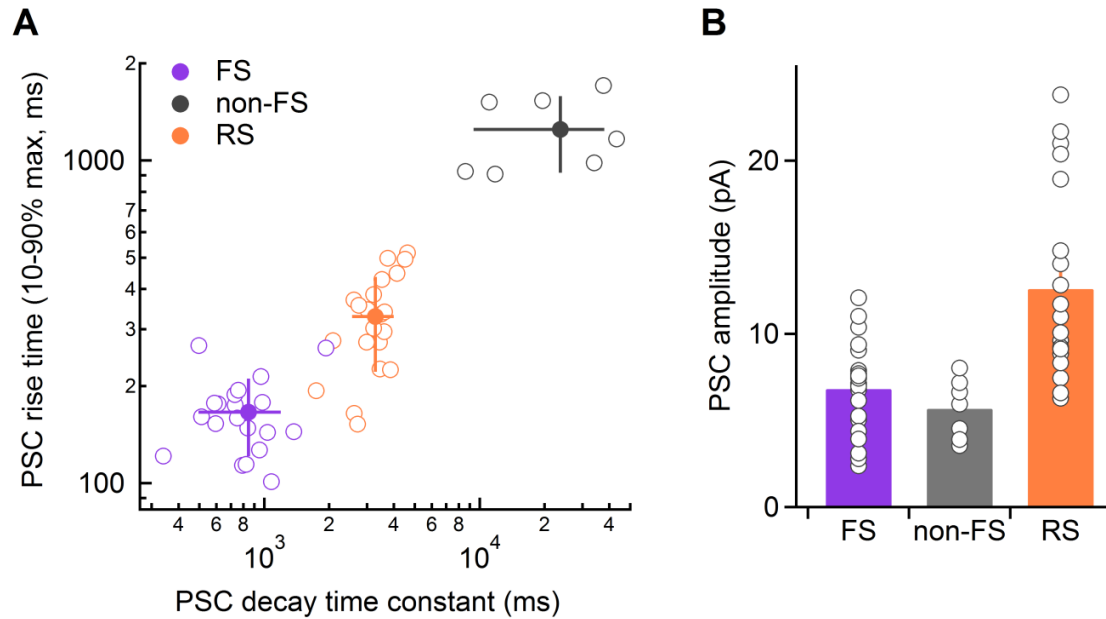 A
PSC rise time (10-90% max, ms)
2
1000
7
6
5
4
3
2
100
FS
non-FS
RS
4
6
8
10³
2
4
6
8
10⁴
2
4
PSC decay time constant (ms)
B
PSC amplitude (pA)
20
10
0
FS
non-FS
RS